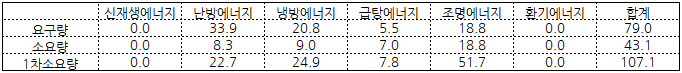 신재생에너지 난방에너지 냉방에너지 급탕에너지 조명에너지 환기에너지 합계
요구량 0.0 33.9 20.8 5.5 18.8 0.0 79.0
소요량 0.0 8.3 9.0 7.0 18.8 0.0 43.1
1차소요량 0.0 22.7 24.9 7.8 51.7 0.0 107.1